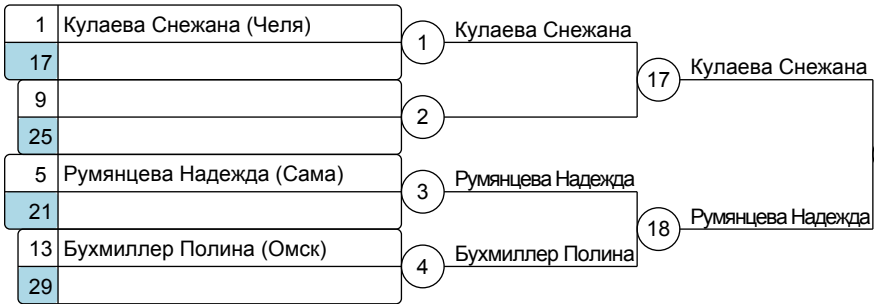 1 Кулаева Снежана (Челя)
17
9
25
5 Румянцева Надежда (Сама)
21
13 Бухмиллер Полина (Омск)
29
1 Кулаева Снежана
2
3 Румянцева Надежда
4 Бухмиллер Полина
17 Кулаева Снежана
18 Румянцева Надежда